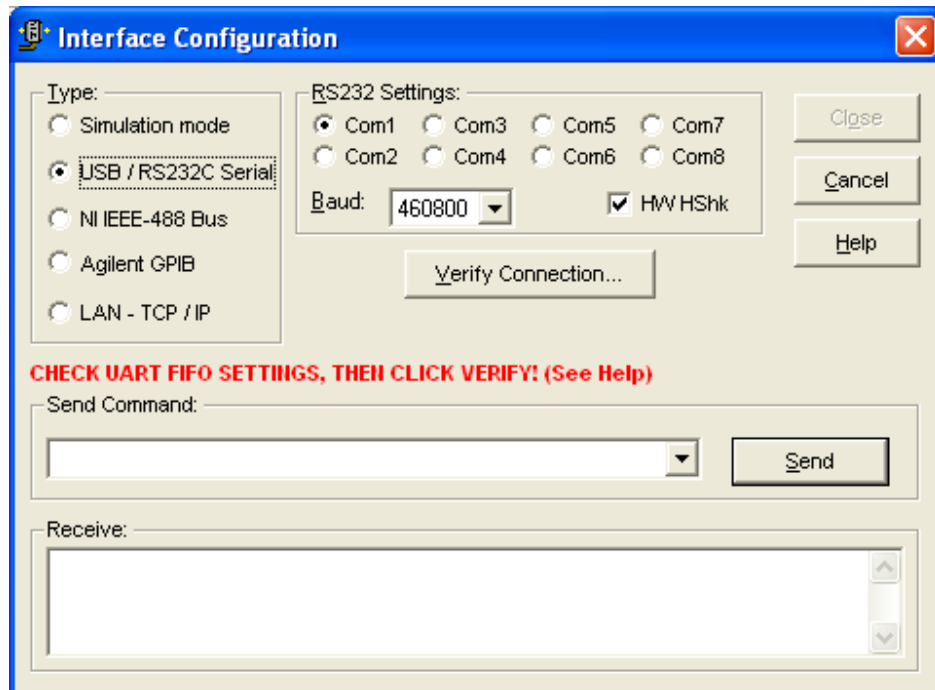 Interface Configuration
Type:
Simulation mode
USB / RS232C Serial
NI IEEE-488 Bus
Agilent GPIB
LAN - TCP / IP
RS232 Settings:
Com1 Com3 Com5 Com7
Com2 Com4 Com6 Com8
Baud: 460800 HW HShk
Verify Connection...
Close
Cancel
Help
CHECK UART FIFO SETTINGS, THEN CLICK VERIFY! (See Help)
Send Command:
Send
Receive: